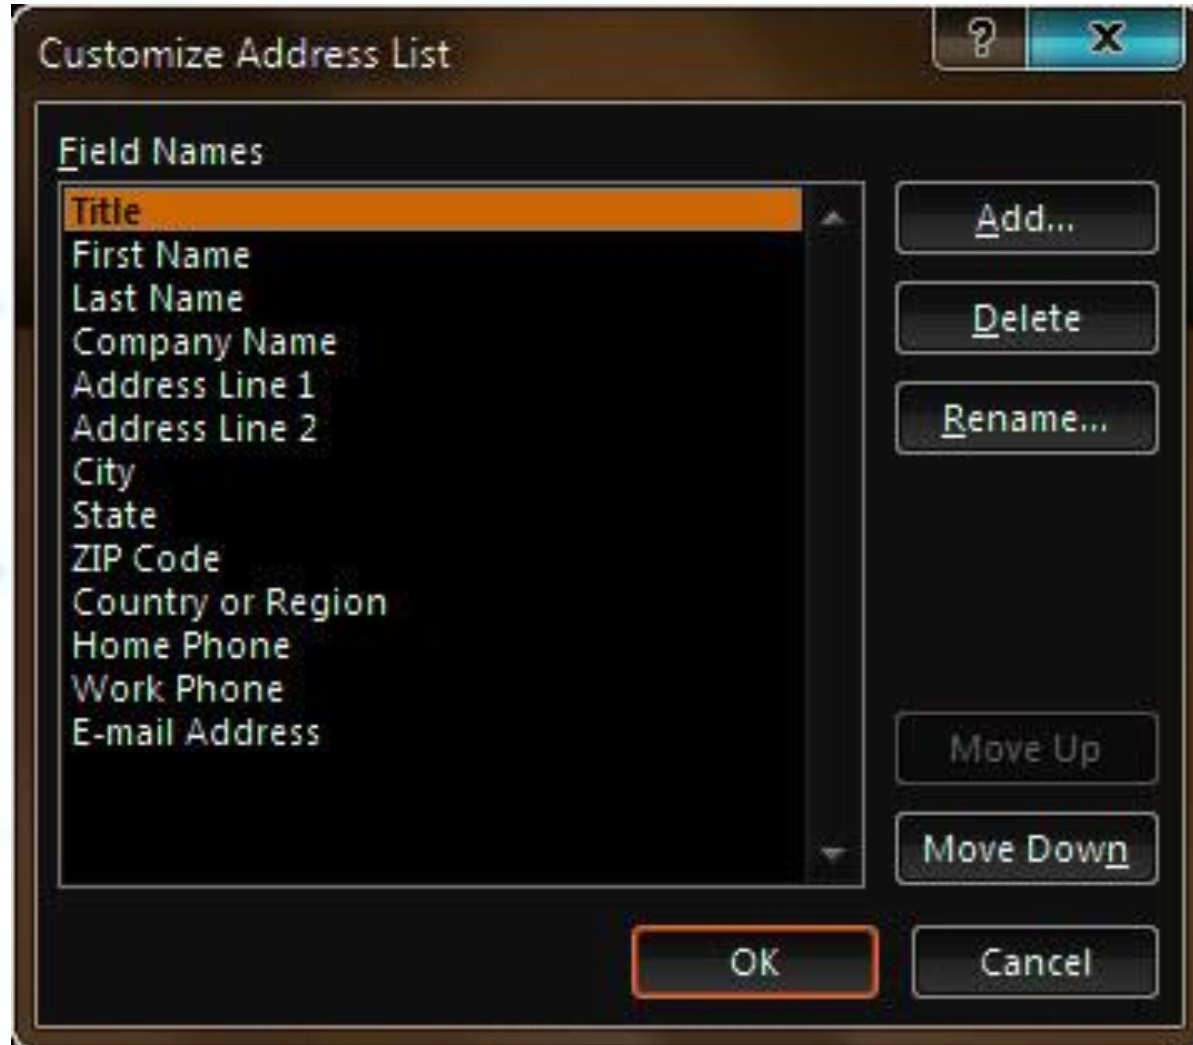 Customize Address List
?
X
Field Names
Title
First Name
Last Name
Company Name
Address Line 1
Address Line 2
City
State
ZIP Code
Country or Region
Home Phone
Work Phone
E-mail Address
Add...
Delete
Rename...
Move Up
Move Down
OK
Cancel